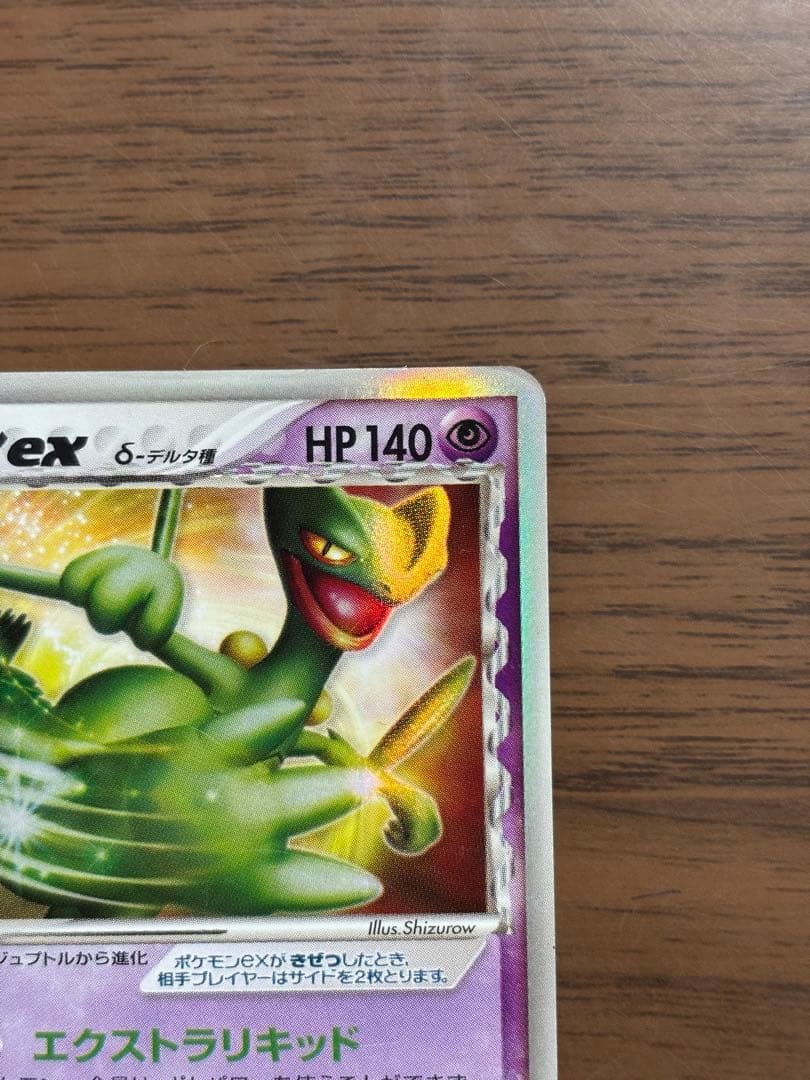 ex δ-デルタ種 HP 140
Illus. Shizurow
ジュプトルから進化
ポケモンexが きぜつしたとき、
相手プレイヤーはサイドを2枚とります。
エクストラリキッド